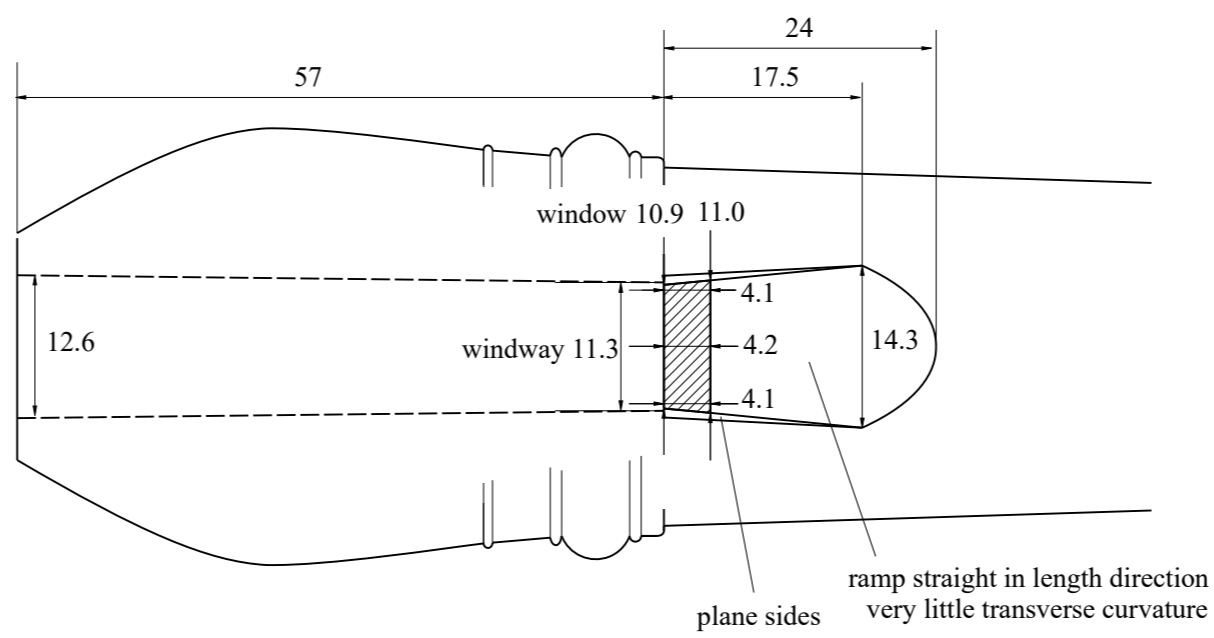 24
57
17.5
window 10.9 11.0
4.1
12.6
windway 11.3
4.2
14.3
4.1
ramp straight in length direction
very little transverse curvature
plane sides